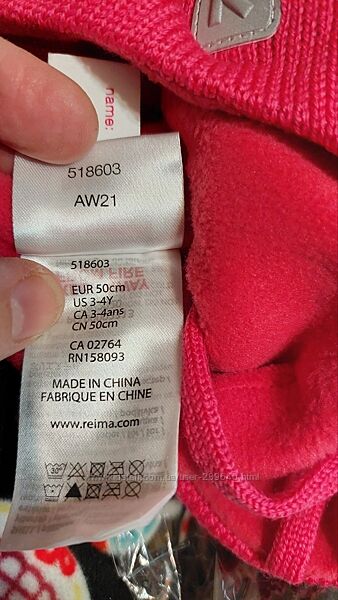 name:
518603
AW21
518603
EUR 50cm
US 3-4Y
CA 3-4ans
CN 50cm
CA 02764
RN158093
MADE IN CHINA
FABRIQUE EN CHINE
www.reima.com
30°